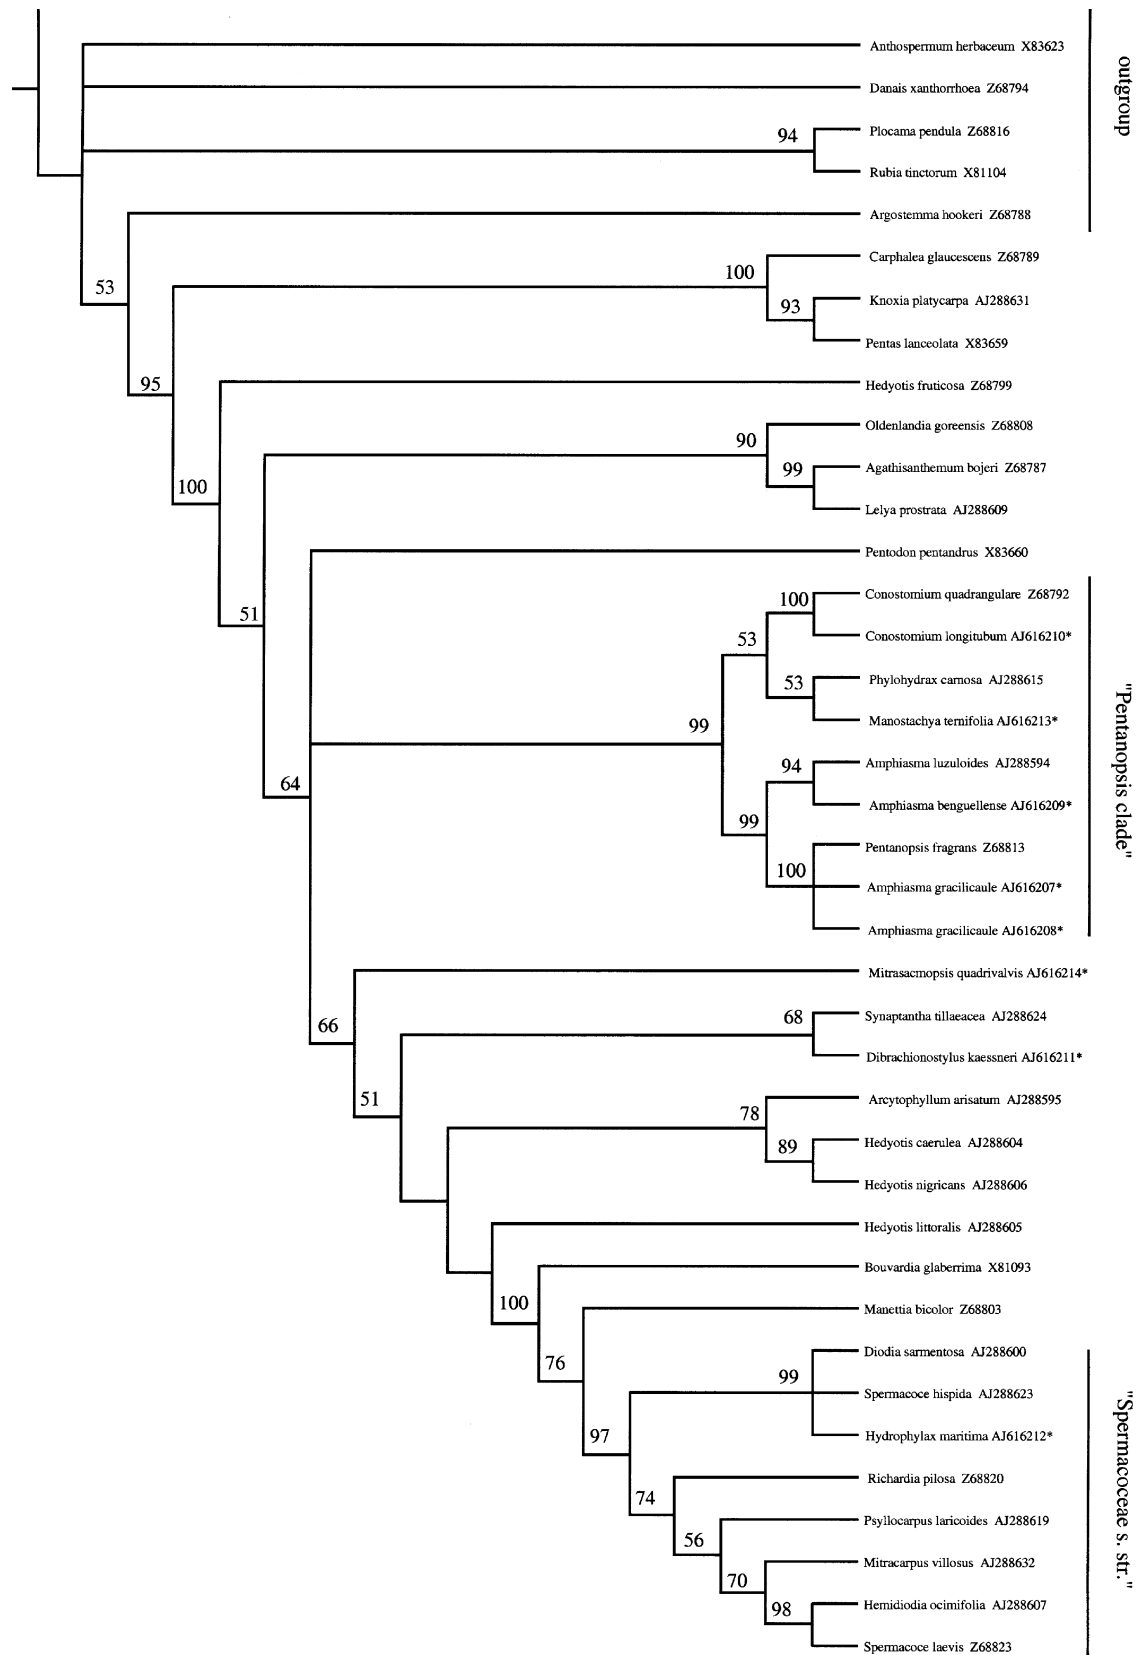 Anthospermum herbaceum X83623
Danais xanthorrhoea Z68794
94
Plocama pendula Z68816
Rubia tinctorum X81104
Argostemma hookeri Z68788
outgroup
53
100
Carphalea glaucescens Z68789
93
Knoxia platycarpa AJ288631
Pentas lanceolata X83659
95
Hedyotis fruticosa Z68799
90
Oldenlandia goreensis Z68808
99
Agathisanthemum bojeri Z68787
Lelya prostrata AJ288609
100
Pentodon pentandrus X83660
51
100
Conostomium quadrangulare Z68792
Conostomium longitubum AJ616210*
53
53
Phylohydrax carnosa AJ288615
Manostachya ternifolia AJ616213*
99
94
Amphiasma luzuloides AJ288594
Amphiasma benguellense AJ616209*
64
99
Pentanopsis fragrans Z68813
100
Amphiasma gracilicaule AJ616207*
Amphiasma gracilicaule AJ616208*
"Pentanopsis clade"
Mitrasacmopsis quadrivalvis AJ616214*
66
68
Synaptantha tillaeacea AJ288624
Dibrachionostylus kaessneri AJ616211*
51
78
Arcytophyllum arisatum AJ288595
89
Hedyotis caerulea AJ288604
Hedyotis nigricans AJ288606
Hedyotis littoralis AJ288605
Bouvardia glaberrima X81093
100
Manettia bicolor Z68803
76
Diodia sarmentosa AJ288600
99
Spermacoce hispida AJ288623
Hydrophylax maritima AJ616212*
97
Richardia pilosa Z68820
74
Psyllocarpus laricoides AJ288619
56
Mitracarpus villosus AJ288632
70
Hemidiodia ocimifolia AJ288607
98
Spermacoce laevis Z68823
"Spermacoceae s. str."